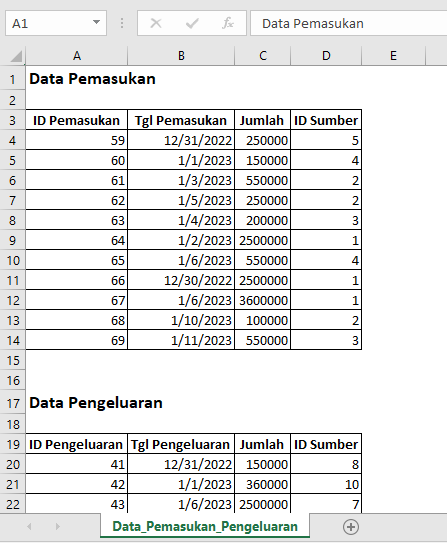 A1 fx Data Pemasukan
A B C D E
1 Data Pemasukan
2
3 ID Pemasukan Tgl Pemasukan Jumlah ID Sumber
4 59 12/31/2022 250000 5
5 60 1/1/2023 150000 4
6 61 1/3/2023 550000 2
7 62 1/5/2023 250000 2
8 63 1/4/2023 200000 3
9 64 1/2/2023 2500000 1
10 65 1/6/2023 550000 4
11 66 12/30/2022 2500000 1
12 67 1/6/2023 3600000 1
13 68 1/10/2023 100000 2
14 69 1/11/2023 550000 3
15
16
17 Data Pengeluaran
18
19 ID Pengeluaran Tgl Pengeluaran Jumlah ID Sumber
20 41 12/31/2022 150000 8
21 42 1/1/2023 360000 10
22 43 1/6/2023 2500000 7
Data_Pemasukan_Pengeluaran